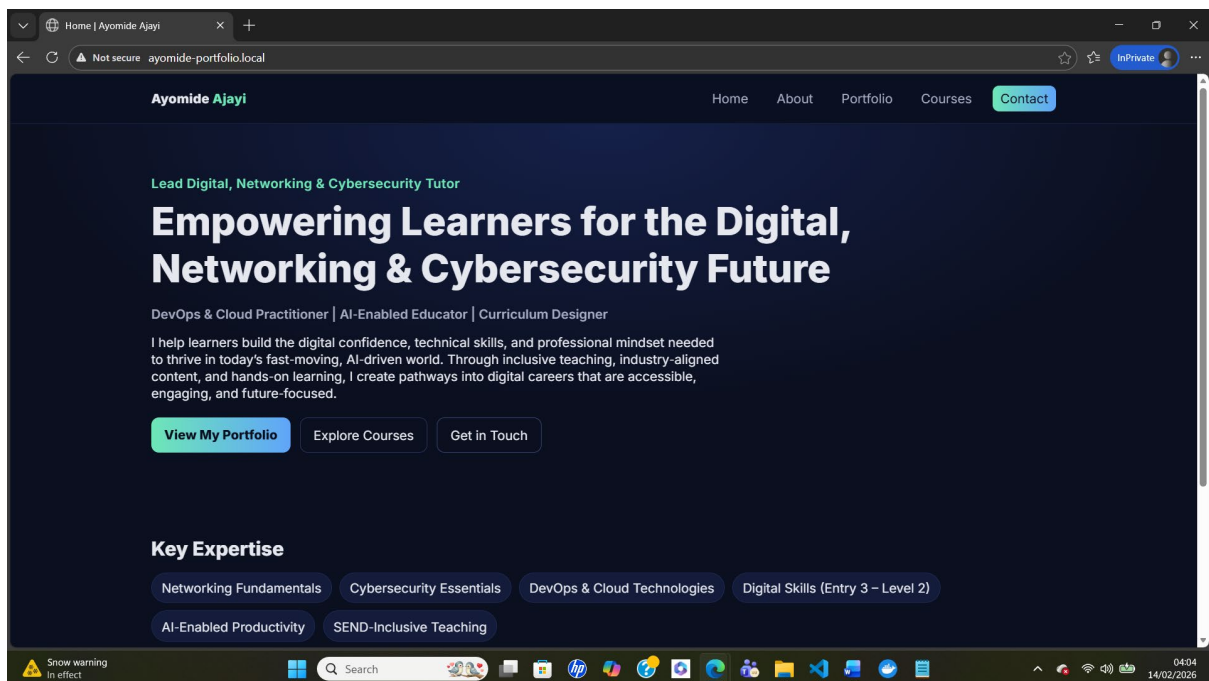 Home | Ayomide Ajayi
Not secure ayomide-portfolio.local
InPrivate
Ayomide Ajayi
Home About Portfolio Courses Contact
Lead Digital, Networking & Cybersecurity Tutor
Empowering Learners for the Digital,
Networking & Cybersecurity Future
DevOps & Cloud Practitioner | AI-Enabled Educator | Curriculum Designer
I help learners build the digital confidence, technical skills, and professional mindset needed
to thrive in today's fast-moving, AI-driven world. Through inclusive teaching, industry-aligned
content, and hands-on learning, I create pathways into digital careers that are accessible,
engaging, and future-focused.
View My Portfolio Explore Courses Get in Touch
Key Expertise
Networking Fundamentals Cybersecurity Essentials DevOps & Cloud Technologies Digital Skills (Entry 3 – Level 2)
AI-Enabled Productivity SEND-Inclusive Teaching
Snow warning
In effect
Search
04:04
14/02/2026